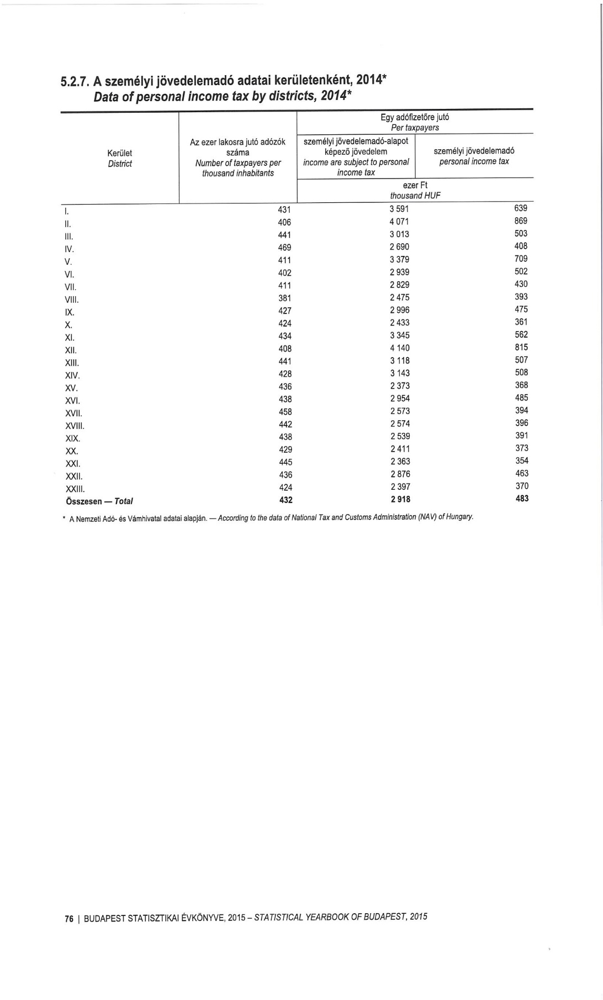 5.2.7. A személyi jövedelemadó adatai kerületenként, 2014*
Data of personal income tax by districts, 2014*
Kerület
District
Az ezer lakosra jutó adózók
száma
Number of taxpayers per
thousand inhabitants
Egy adófizetőre jutó
Per taxpayers
személyi jövedelemadó-alapot
képező jövedelem
income are subject to personal
income tax
személyi jövedelemadó
personal income tax
ezer Ft
thousand HUF
I. 431 3 591 639
II. 406 4 071 869
III. 441 3 013 503
IV. 469 2 690 408
V. 411 3 379 709
VI. 402 2 939 502
VII. 411 2 829 430
VIII. 381 2 475 393
IX. 427 2 996 475
X. 424 2 433 361
XI. 434 3 345 562
XII. 408 4 140 815
XIII. 441 3 118 507
XIV. 428 3 143 508
XV. 436 2 373 368
XVI. 438 2 954 485
XVII. 458 2 573 394
XVIII. 442 2 574 396
XIX. 438 2 539 391
XX. 429 2 411 373
XXI. 445 2 363 354
XXII. 436 2 876 463
XXIII. 424 2 397 370
Összesen — Total 432 2 918 483
* A Nemzeti Adó- és Vámhivatal adatai alapján. — According to the data of National Tax and Customs Administration (NAV) of Hungary.
76 | BUDAPEST STATISZTIKAI ÉVKÖNYVE, 2015 – STATISTICAL YEARBOOK OF BUDAPEST, 2015